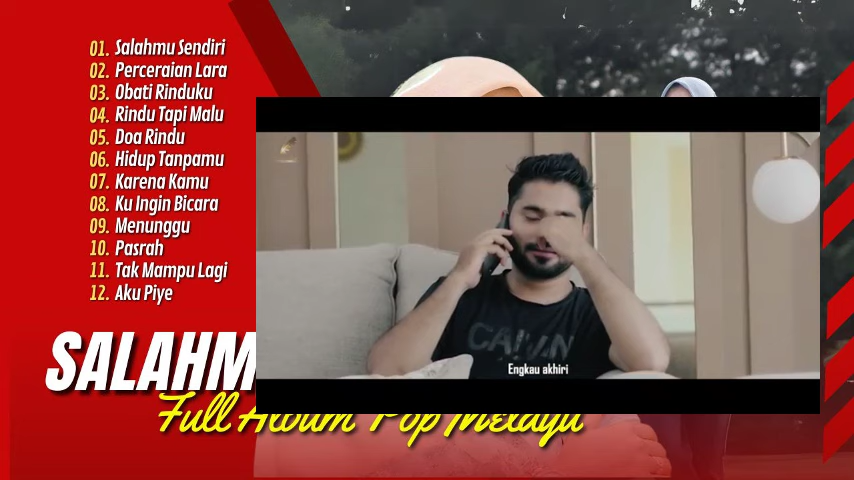 01. Salahmu Sendiri
02. Perceraian Lara
03. Obati Rinduku
04. Rindu Tapi Malu
05. Doa Rindu
06. Hidup Tanpamu
07. Karena Kamu
08. Ku Ingin Bicara
09. Menunggu
10. Pasrah
11. Tak Mampu Lagi
12. Aku Piye
Engkau akhiri
SALAHM
Full Album Pop Melayu